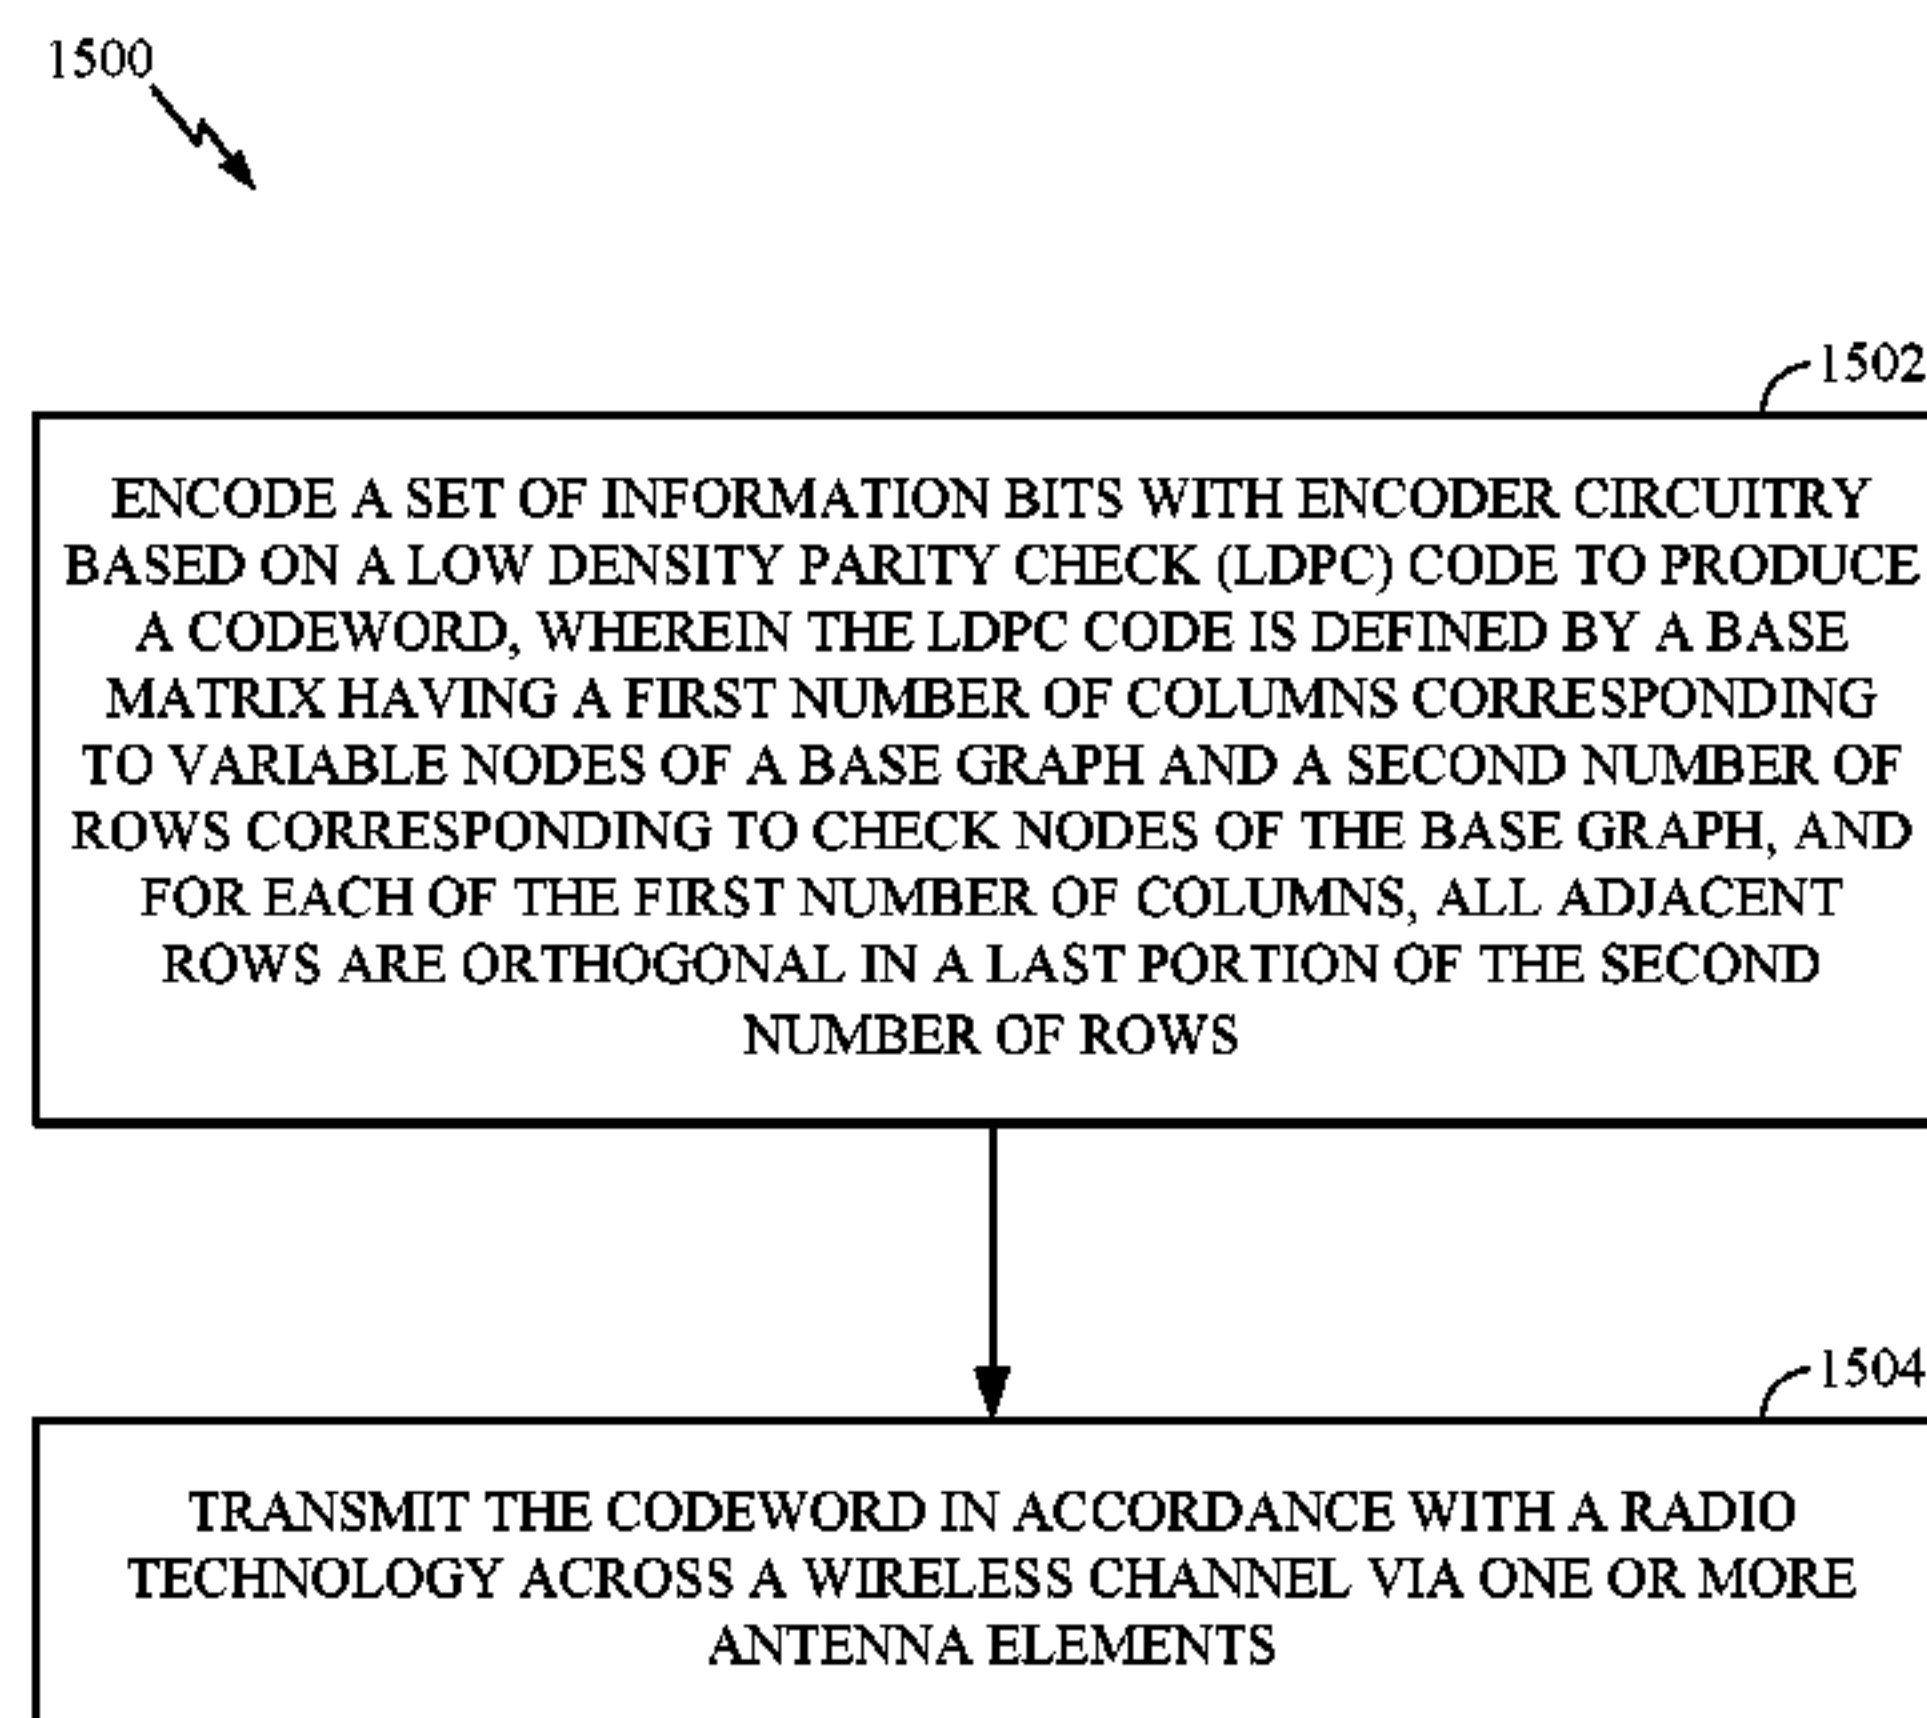 1500
1502
ENCODE A SET OF INFORMATION BITS WITH ENCODER CIRCUITRY
BASED ON A LOW DENSITY PARITY CHECK (LDPC) CODE TO PRODUCE
A CODEWORD, WHEREIN THE LDPC CODE IS DEFINED BY A BASE
MATRIX HAVING A FIRST NUMBER OF COLUMNS CORRESPONDING
TO VARIABLE NODES OF A BASE GRAPH AND A SECOND NUMBER OF
ROWS CORRESPONDING TO CHECK NODES OF THE BASE GRAPH, AND
FOR EACH OF THE FIRST NUMBER OF COLUMNS, ALL ADJACENT
ROWS ARE ORTHOGONAL IN A LAST PORTION OF THE SECOND
NUMBER OF ROWS
1504
TRANSMIT THE CODEWORD IN ACCORDANCE WITH A RADIO
TECHNOLOGY ACROSS A WIRELESS CHANNEL VIA ONE OR MORE
ANTENNA ELEMENTS